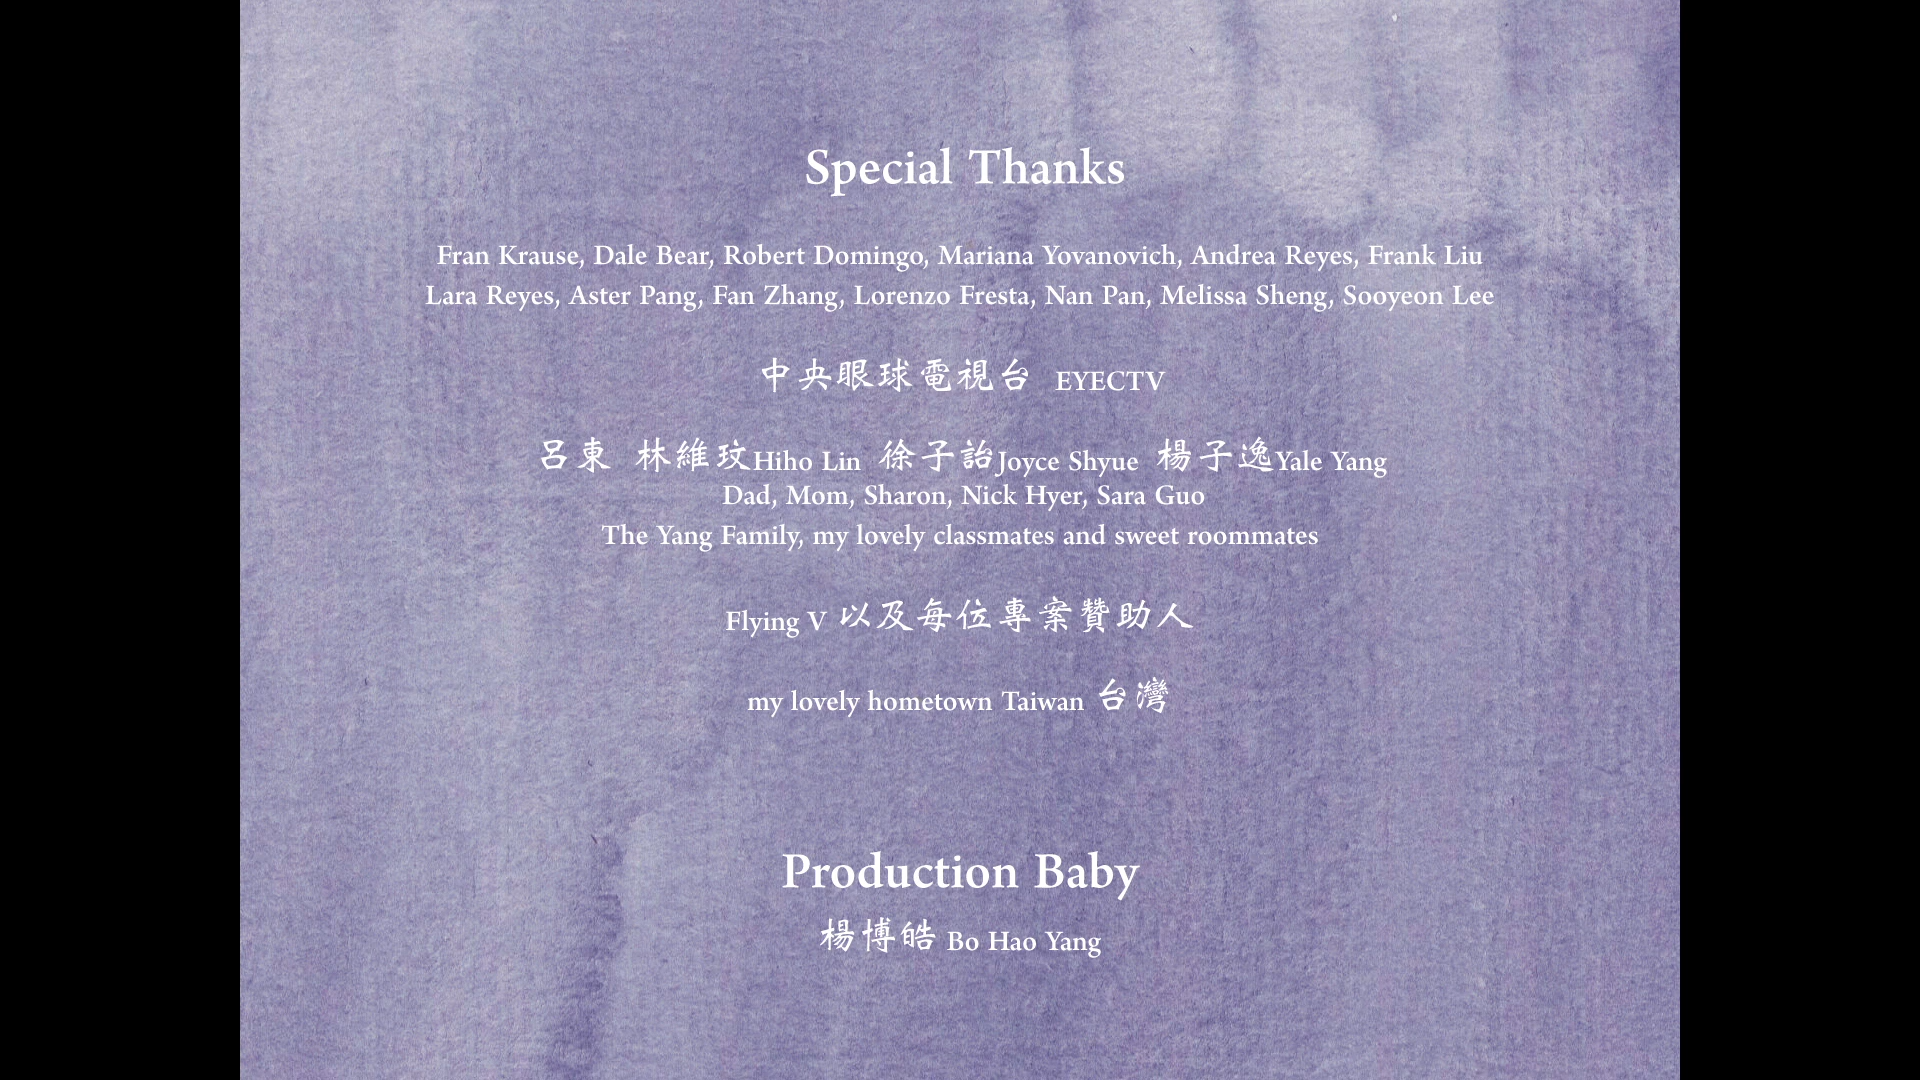 Special Thanks
Fran Krause, Dale Bear, Robert Domingo, Mariana Yovanovich, Andrea Reyes, Frank Liu
Lara Reyes, Aster Pang, Fan Zhang, Lorenzo Fresta, Nan Pan, Melissa Sheng, Sooyeon Lee
中央眼球電視台 EYECTV
呂東 林維玟Hiho Lin 徐子詒Joyce Shyue 楊子逸Yale Yang
Dad, Mom, Sharon, Nick Hyer, Sara Guo
The Yang Family, my lovely classmates and sweet roommates
Flying V 以及每位專案贊助人
my lovely hometown Taiwan 台灣
Production Baby
楊博皓 Bo Hao Yang